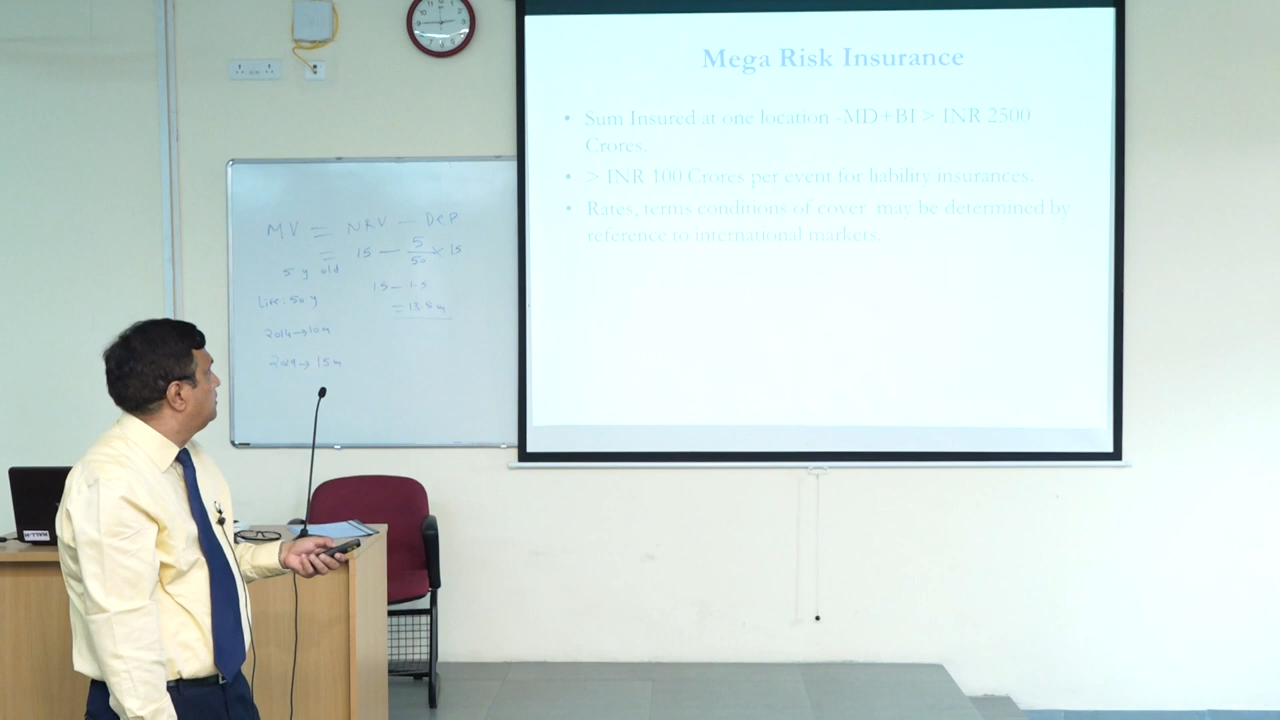 Mega Risk Insurance
• Sum Insured at one location -MD+BI > INR 2500
Crores.
• > INR 100 Crores per event for liability insurances.
• Rates, terms conditions of cover may be determined by
reference to international markets.
MV = NRV - Dep
= 15 - 5/50 x 15
5 y old
15 - 1.5
Life: 50 y
= 13.5 m
2014 → 10 m
2029 → 15 m